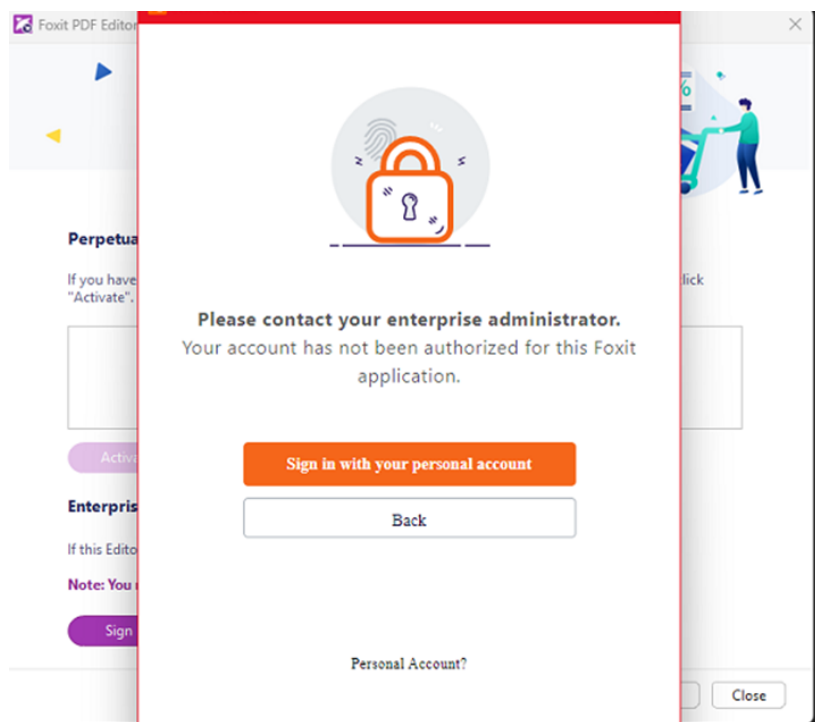 Foxit PDF Editor
%
Perpetua
If you have
lick
"Activate".
Please contact your enterprise administrator.
Your account has not been authorized for this Foxit
application.
Activa
Sign in with your personal account
Enterpris
Back
If this Edito
Note: You
Sign
Personal Account?
Close